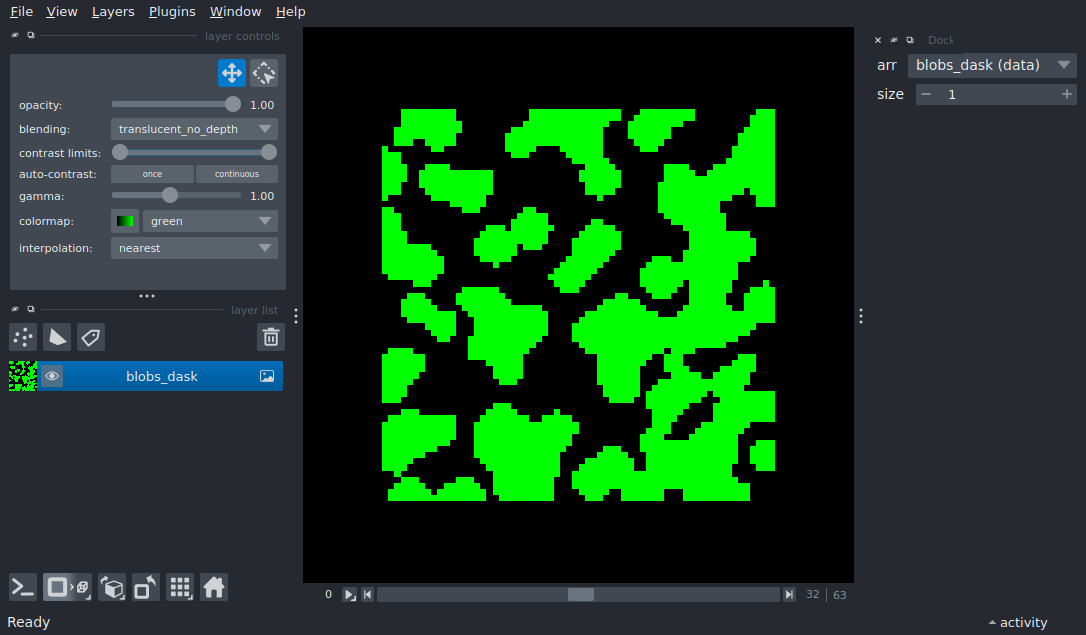 File View Layers Plugins Window Help
layer controls
opacity: 1.00
blending: translucent_no_depth
contrast limits:
auto-contrast: once continuous
gamma: 1.00
colormap: green
interpolation: nearest
layer list
blobs_dask
0 32 63
Dock
arr blobs_dask (data)
size 1
Ready
activity